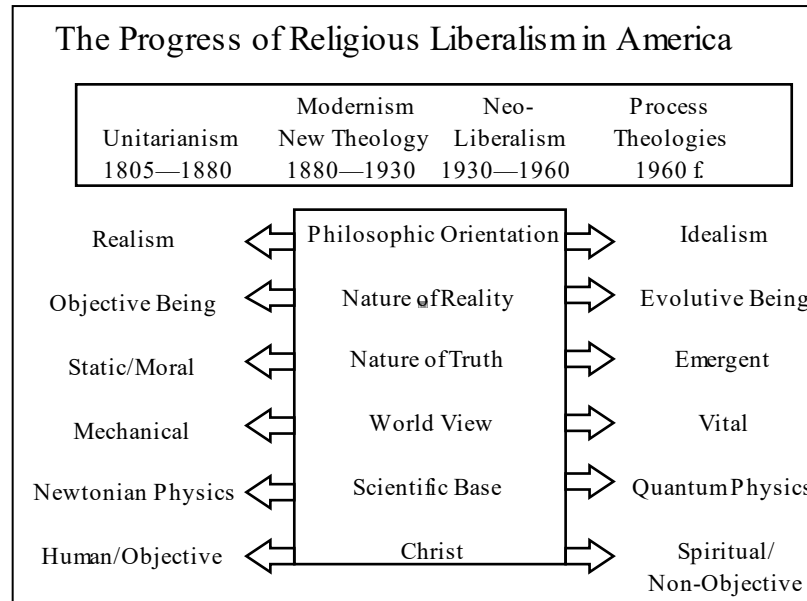 The Progress of Religious Liberalism in America
Modernism Neo- Process
Unitarianism New Theology Liberalism Theologies
1805—1880 1880—1930 1930—1960 1960 f.
Realism Philosophic Orientation Idealism
Objective Being Nature of Reality Evolutive Being
Static/Moral Nature of Truth Emergent
Mechanical World View Vital
Newtonian Physics Scientific Base Quantum Physics
Human/Objective Christ Spiritual/
Non-Objective